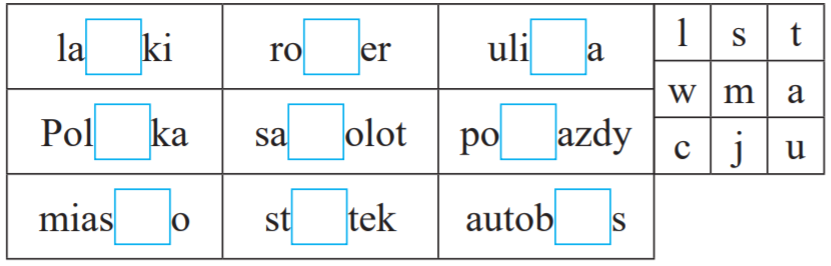 la ki ro er uli a l s t
w m a
Pol ka sa olot po azdy c j u
mias o st tek autob s